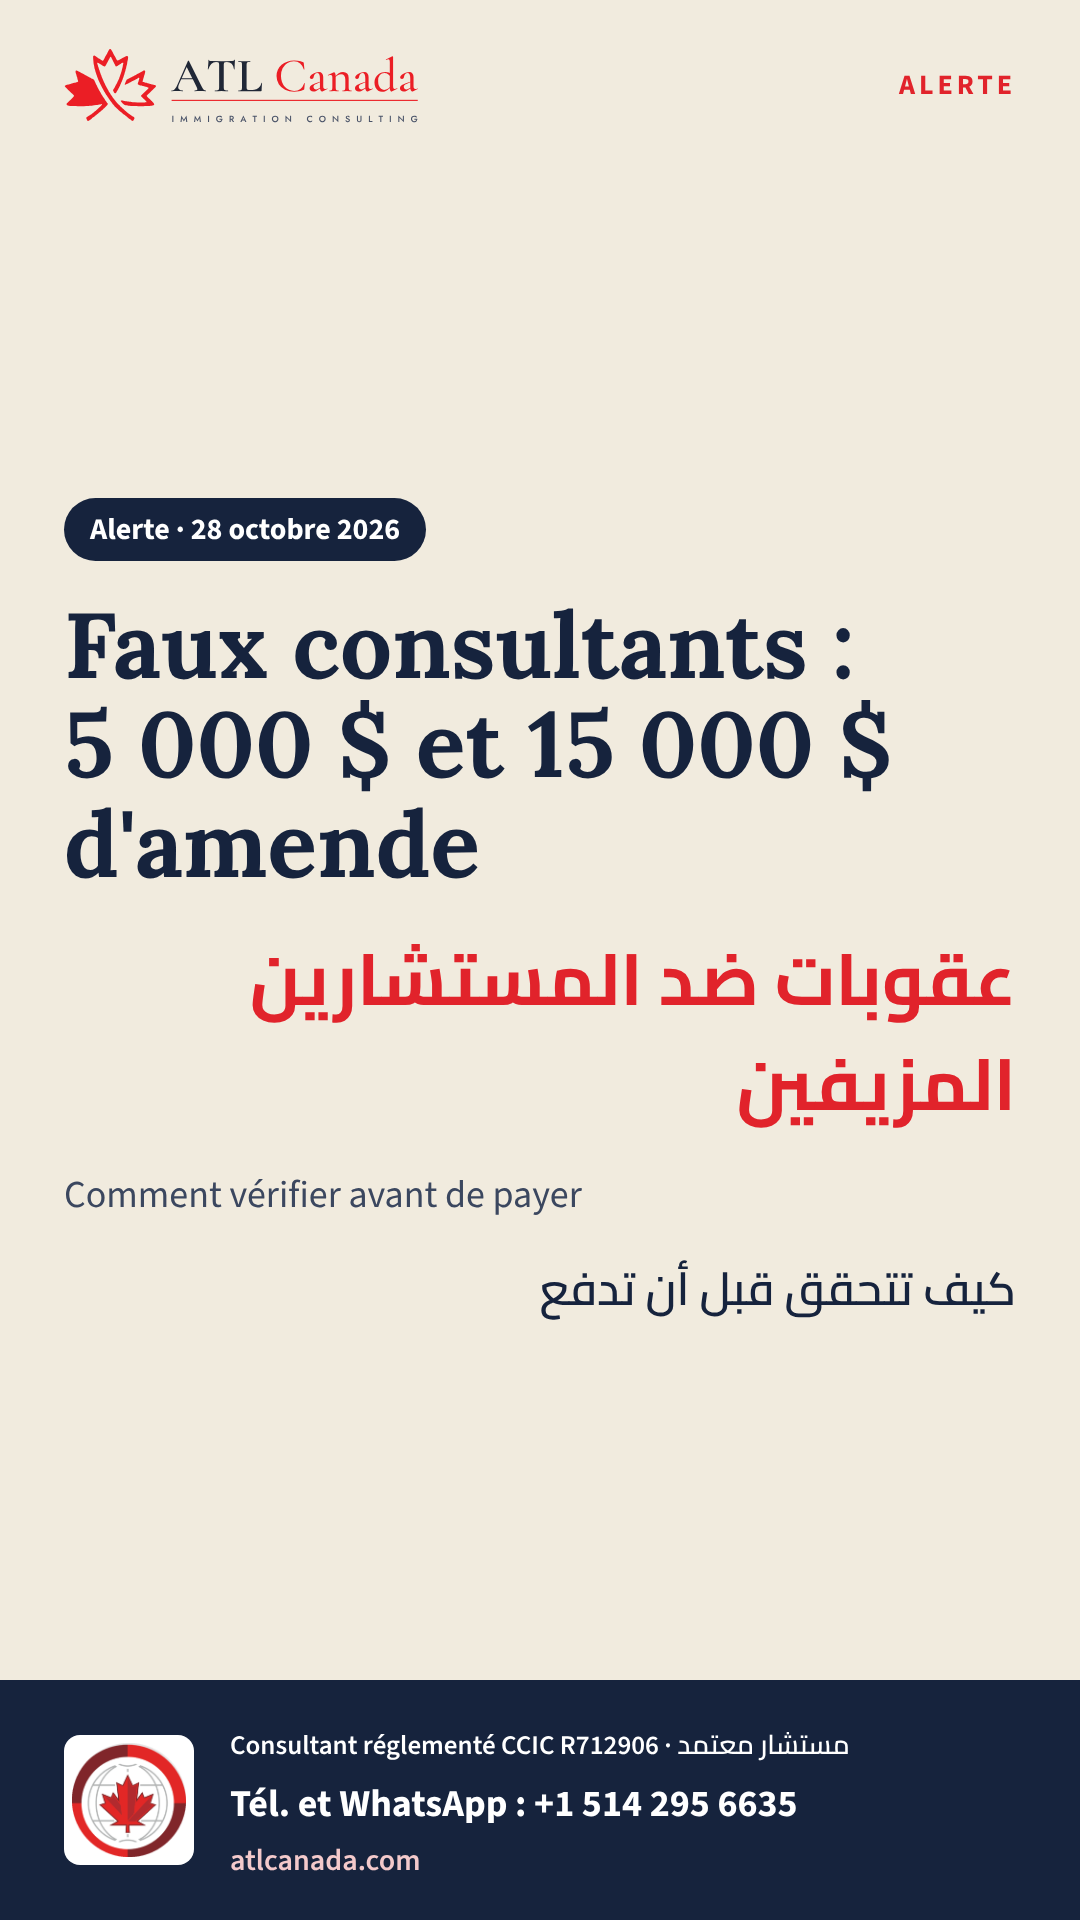 ATL Canada
IMMIGRATION CONSULTING
ALERTE
Alerte · 28 octobre 2026
Faux consultants :
5 000 $ et 15 000 $
d'amende
عقوبات ضد المستشارين
المزيفين
Comment vérifier avant de payer
كيف تتحقق قبل أن تدفع
Consultant réglementé CCIC R712906 · مستشار معتمد
Tél. et WhatsApp : +1 514 295 6635
atlcanada.com